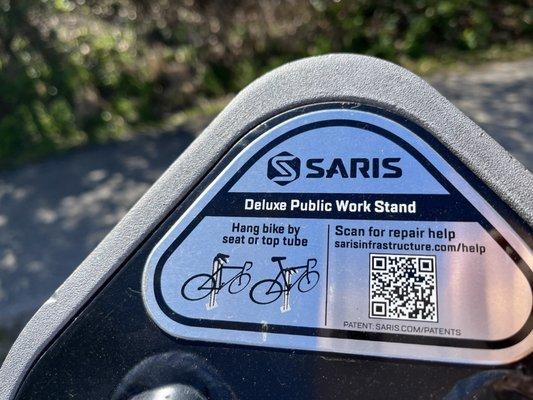 SARIS
Deluxe Public Work Stand
Hang bike by
seat or top tube
Scan for repair help
sarisinfrastructure.com/help
PATENT: SARIS.COM/PATENTS